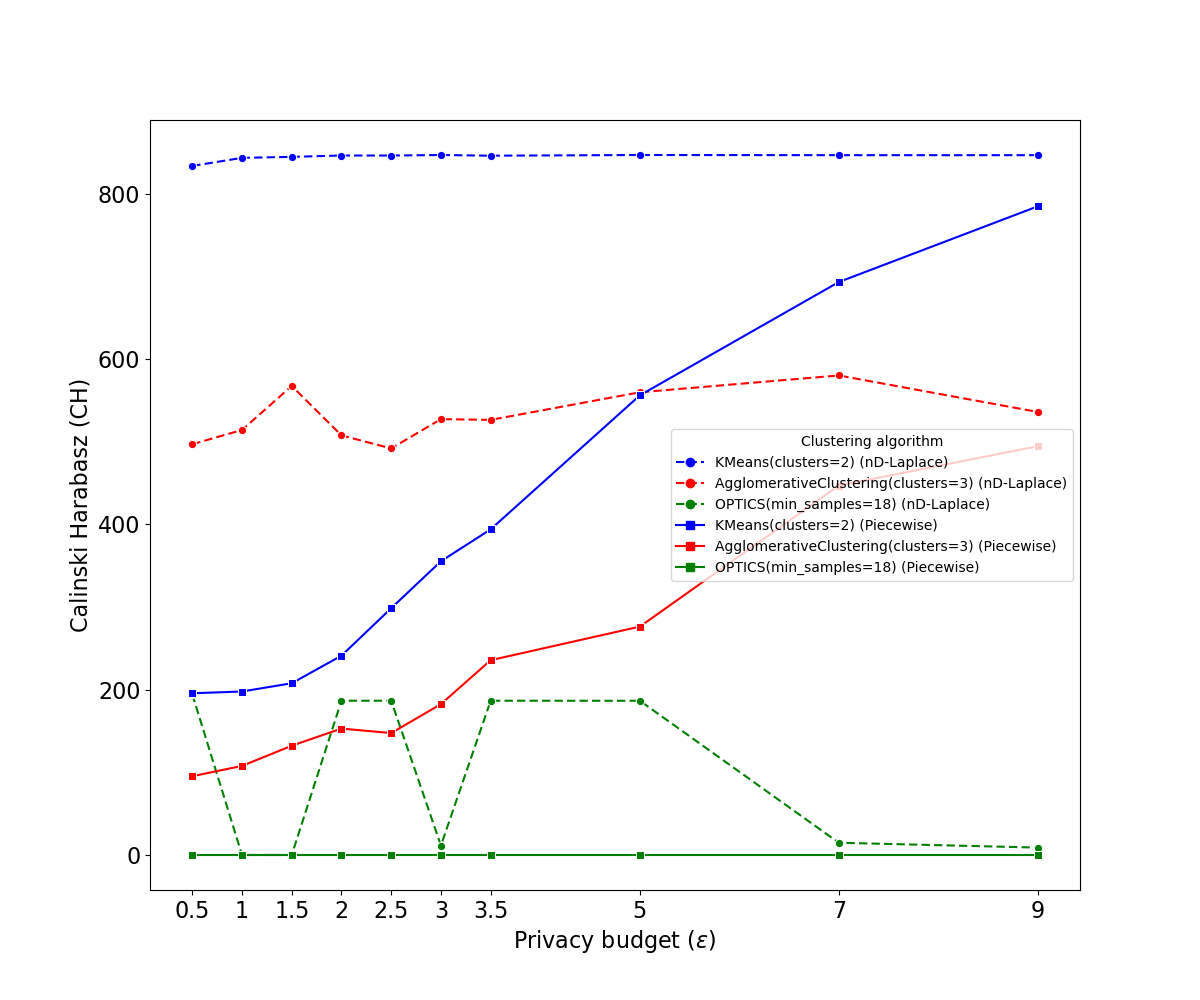 800
600
400
200
0
Calinski Harabasz (CH)
Clustering algorithm
KMeans(clusters=2) (nD-Laplace)
AgglomerativeClustering(clusters=3) (nD-Laplace)
OPTICS(min_samples=18) (nD-Laplace)
KMeans(clusters=2) (Piecewise)
AgglomerativeClustering(clusters=3) (Piecewise)
OPTICS(min_samples=18) (Piecewise)
0.5 1 1.5 2 2.5 3 3.5 5 7 9
Privacy budget (ε)